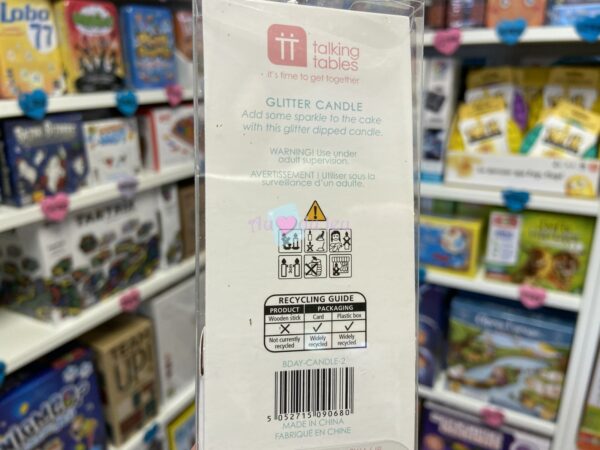 talking
tables
it's time to get together
GLITTER CANDLE
Add some sparkle to the cake
with this glitter dipped candle.
WARNING! Use under
adult supervision.
AVERTISSEMENT ! Utiliser sous la
surveillance d'un adulte.
RECYCLING GUIDE
PRODUCT PACKAGING
Wooden stick Card Plastic box
Not currently recycled Widely recycled Widely recycled
BDAY-CANDLE-2
5 052715 090680
MADE IN CHINA
FABRIQUÉ EN CHINE
Lobo
77
TEAM
UP!